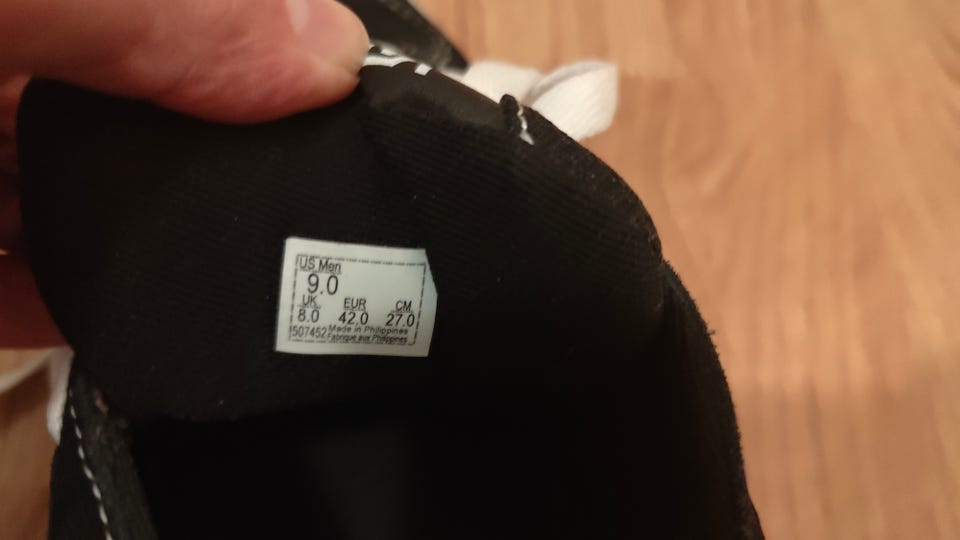 US Men
9.0
UK EUR CM
8.0 42.0 27.0
507452 Made in Philippines
Fabriqué aux Philippines